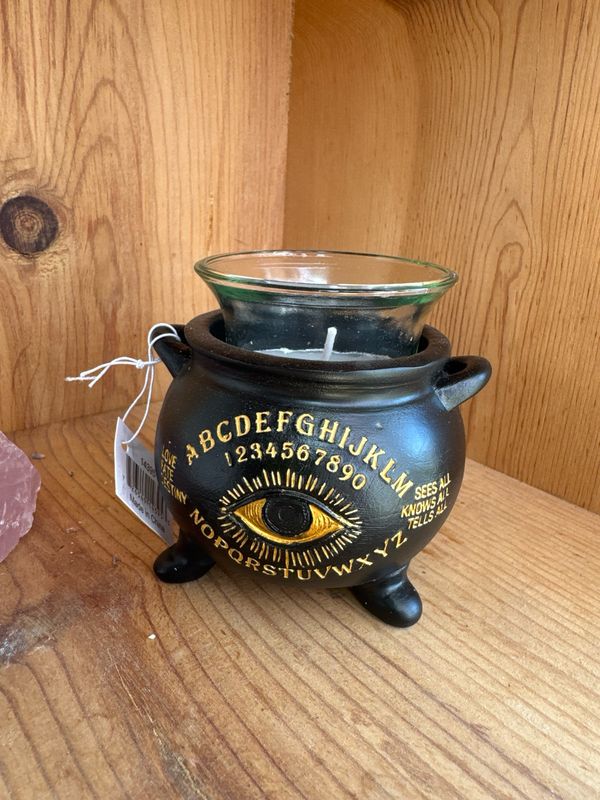 ABCDEFGHIJKLM
1234567890
NOPQRSTUVWXYZ
LOVE
FATE
DESTINY
SEES ALL
KNOWS ALL
TELLS ALL
Made in China